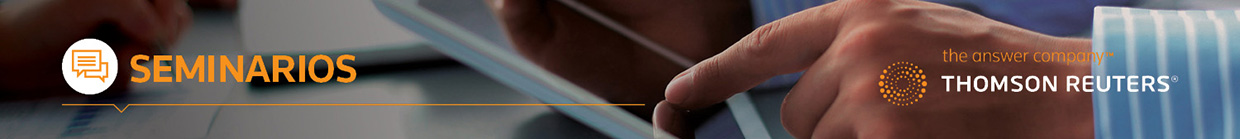 SEMINARIOS
the answer company™
THOMSON REUTERS®